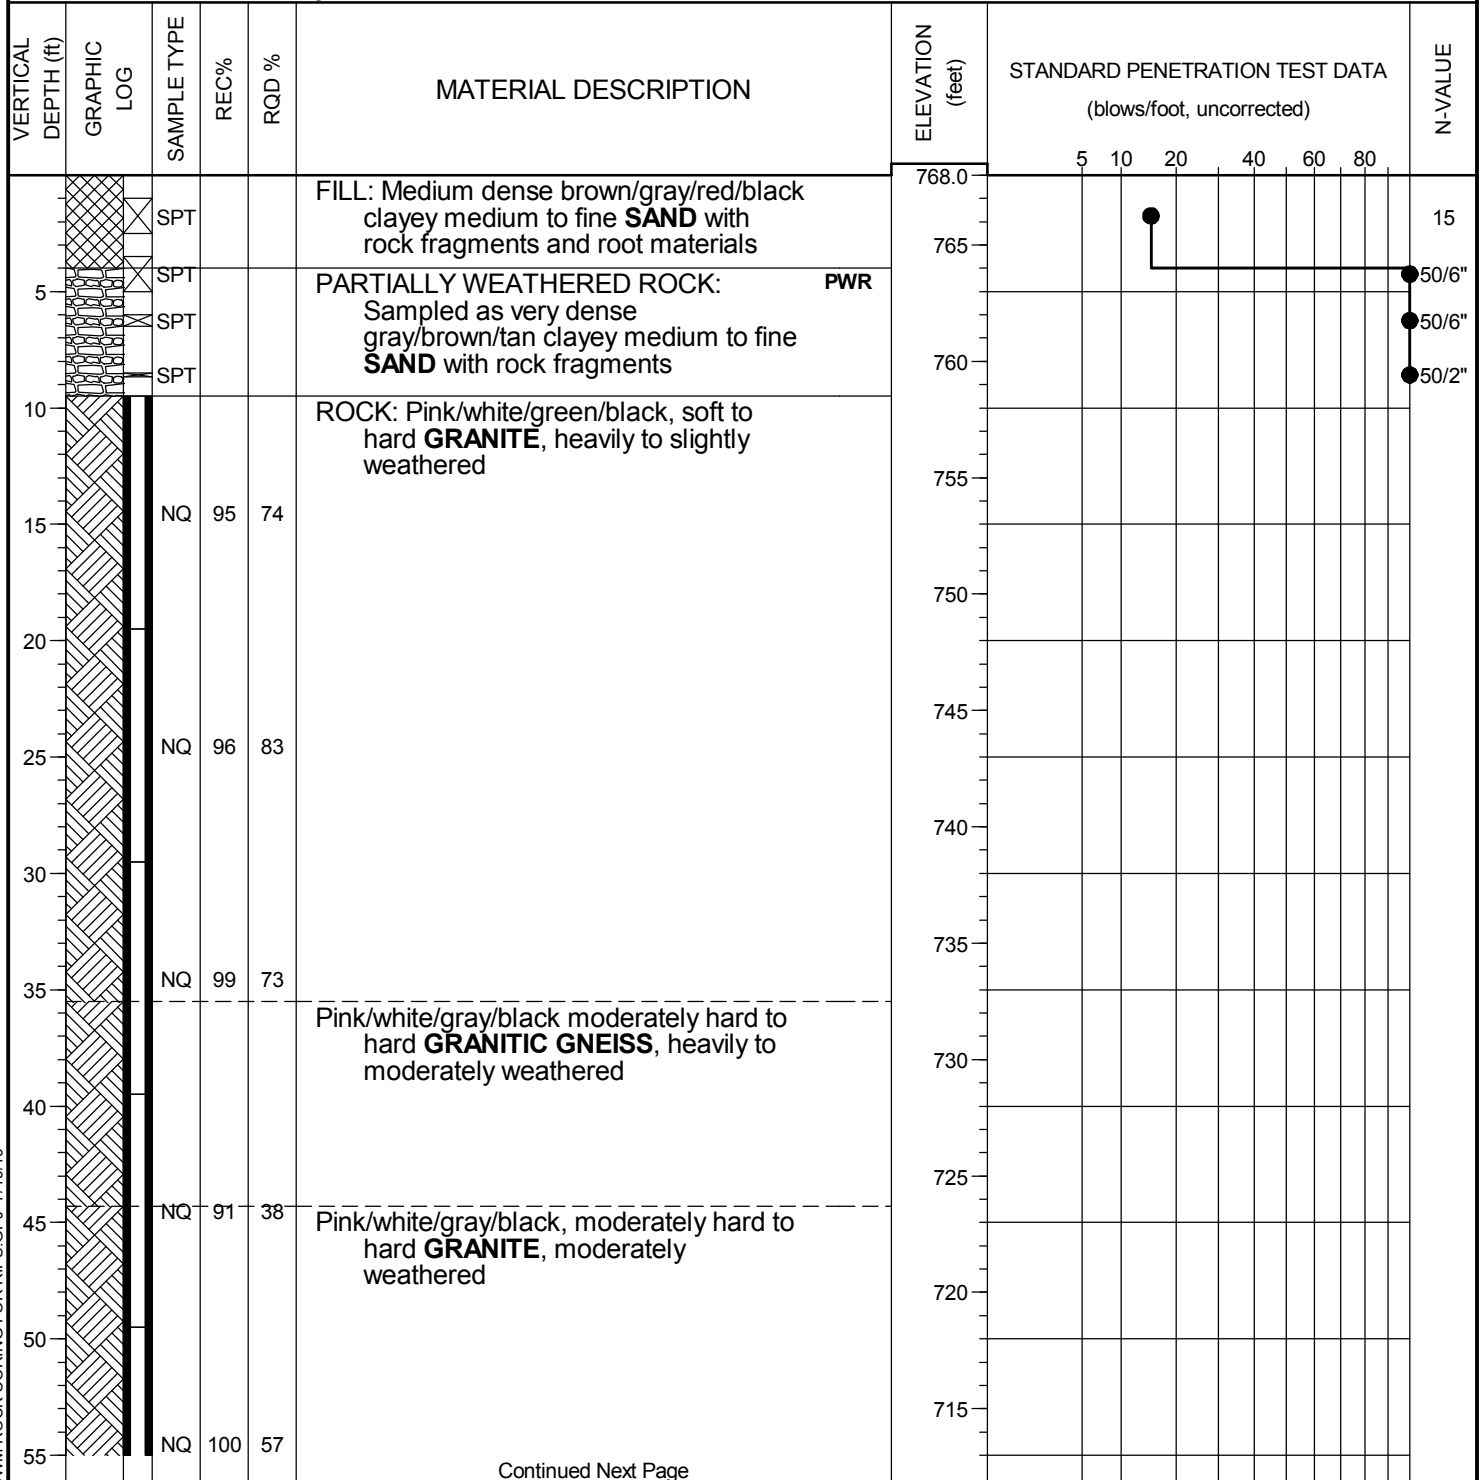 VERTICAL
DEPTH (ft)
GRAPHIC
LOG
SAMPLE TYPE
REC%
RQD %
MATERIAL DESCRIPTION
ELEVATION
(feet)
STANDARD PENETRATION TEST DATA
(blows/foot, uncorrected)
5 10 20 40 60 80
N-VALUE
768.0
FILL: Medium dense brown/gray/red/black
clayey medium to fine SAND with
rock fragments and root materials
SPT
15
765
SPT
PARTIALLY WEATHERED ROCK: PWR
50/6"
5
Sampled as very dense
gray/brown/tan clayey medium to fine
SAND with rock fragments
SPT
50/6"
760
SPT
50/2"
10
ROCK: Pink/white/green/black, soft to
hard GRANITE, heavily to slightly
weathered
755
NQ 95 74
15
750
20
745
NQ 96 83
25
740
30
735
NQ 99 73
35
Pink/white/gray/black moderately hard to
hard GRANITIC GNEISS, heavily to
moderately weathered
730
40
725
NQ 91 38
45
Pink/white/gray/black, moderately hard to
hard GRANITE, moderately
weathered
720
50
715
NQ 100 57
55
Continued Next Page